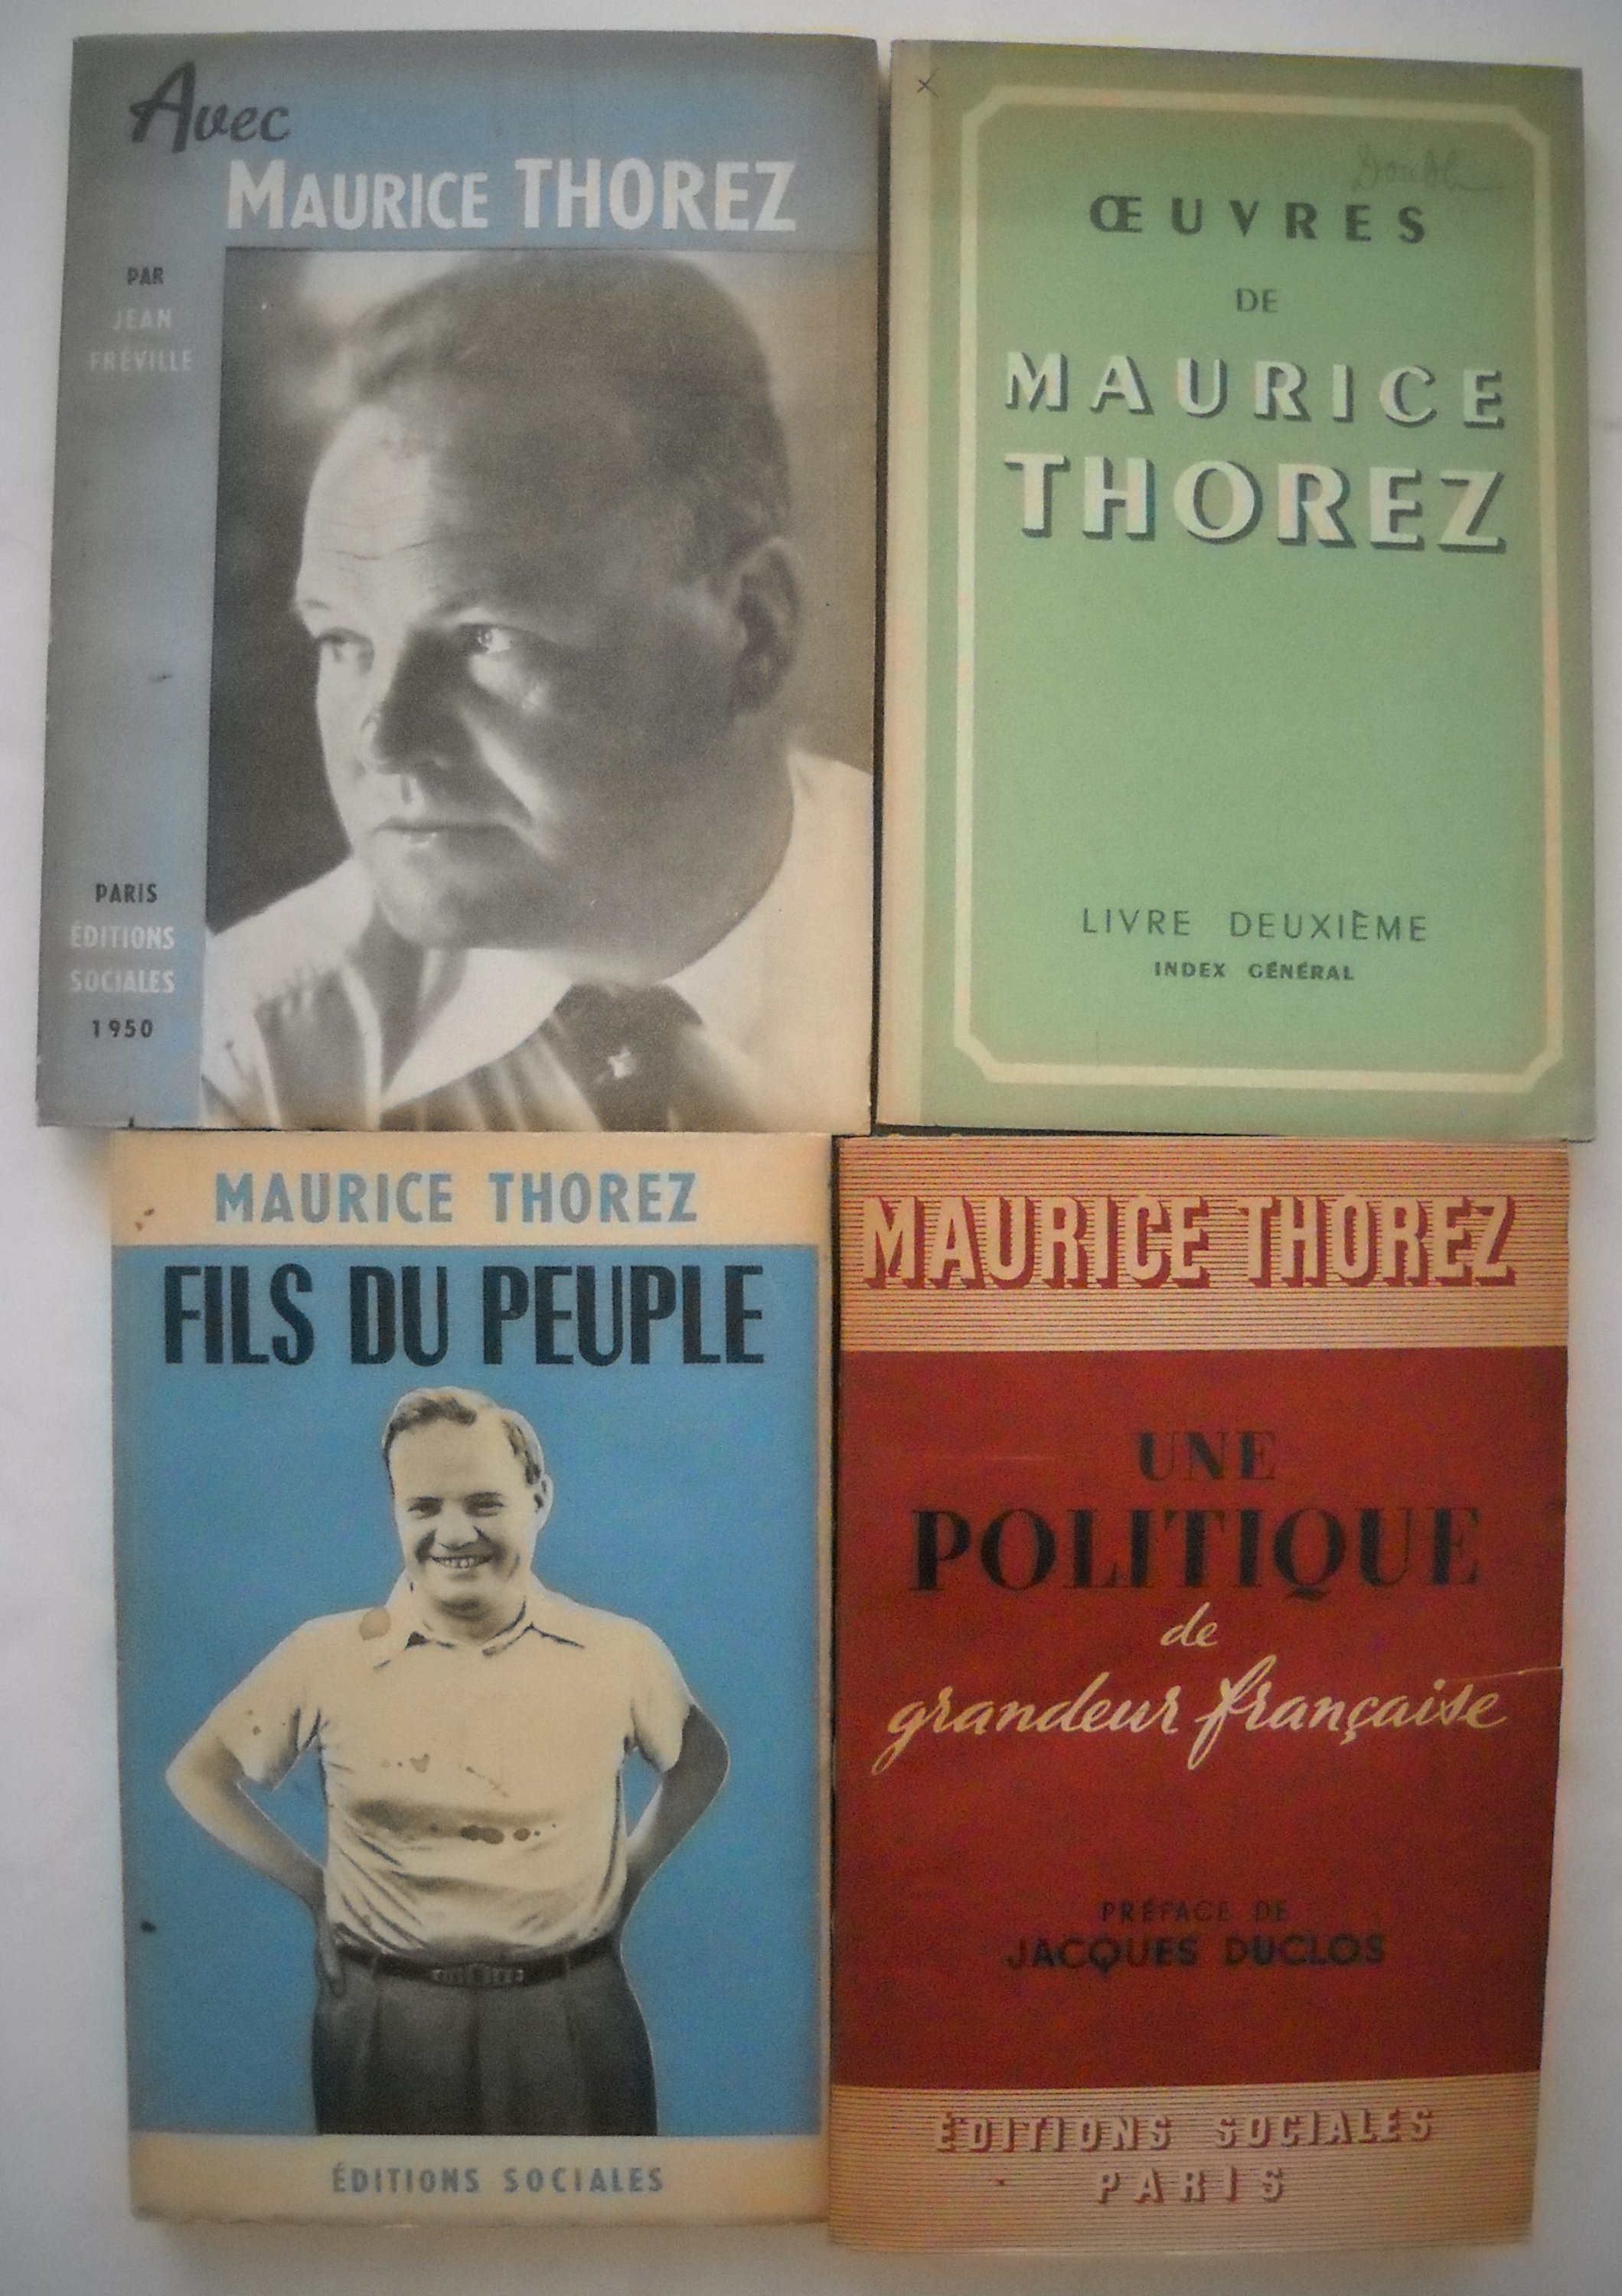 Avec
MAURICE THOREZ
PAR
JEAN
FRÉVILLE
PARIS
ÉDITIONS
SOCIALES
1950
Double
ŒUVRES
DE
MAURICE
THOREZ
LIVRE DEUXIÈME
INDEX GÉNÉRAL
MAURICE THOREZ
FILS DU PEUPLE
ÉDITIONS SOCIALES
MAURICE THOREZ
UNE
POLITIQUE
de
grandeur française
PRÉFACE DE
JACQUES DUCLOS
ÉDITIONS SOCIALES
PARIS